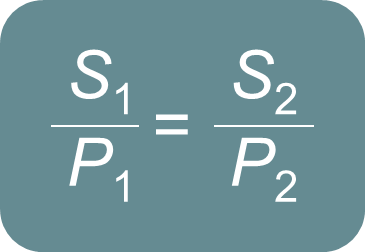 S₁ = S₂
P₁ P₂